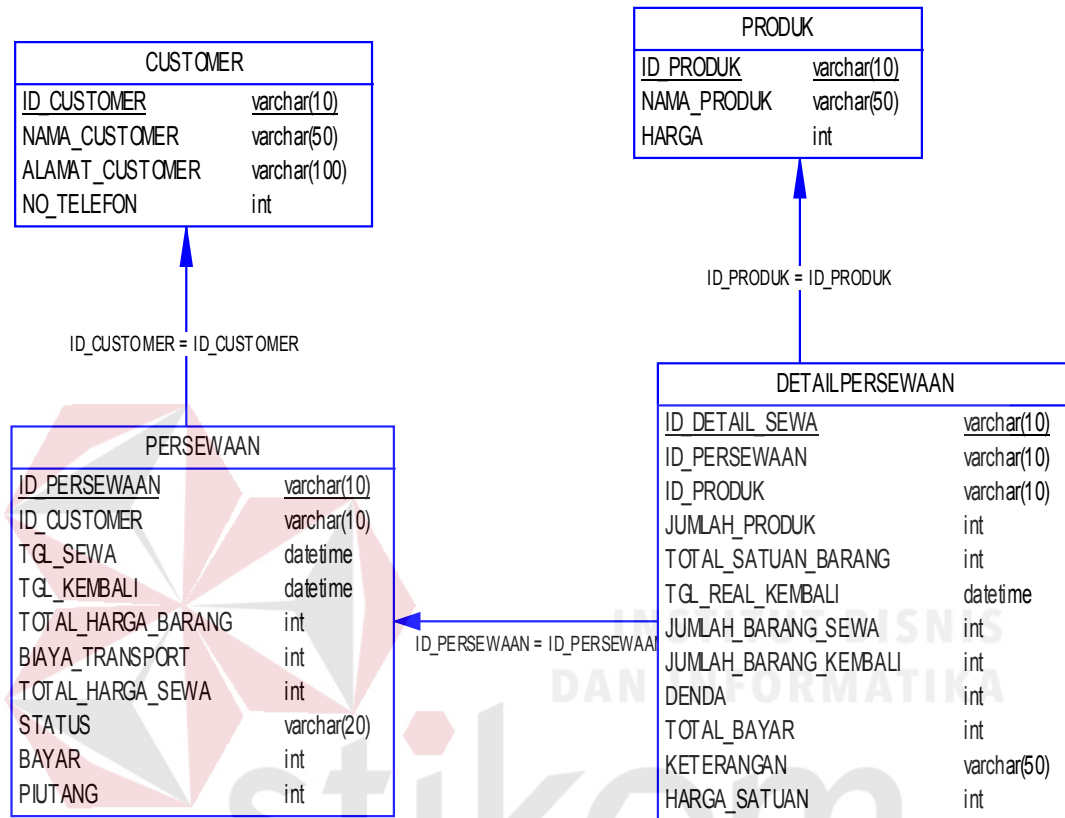 CUSTOMER
ID_CUSTOMER varchar(10)
NAMA_CUSTOMER varchar(50)
ALAMAT_CUSTOMER varchar(100)
NO_TELEFON int
PRODUK
ID_PRODUK varchar(10)
NAMA_PRODUK varchar(50)
HARGA int
ID_CUSTOMER = ID_CUSTOMER
ID_PRODUK = ID_PRODUK
PERSEWAAN
ID_PERSEWAAN varchar(10)
ID_CUSTOMER varchar(10)
TGL_SEWA datetime
TGL_KEMBALI datetime
TOTAL_HARGA_BARANG int
BIAYA_TRANSPORT int
TOTAL_HARGA_SEWA int
STATUS varchar(20)
BAYAR int
PIUTANG int
ID_PERSEWAAN = ID_PERSEWAAN
DETAILPERSEWAAN
ID_DETAIL_SEWA varchar(10)
ID_PERSEWAAN varchar(10)
ID_PRODUK varchar(10)
JUMLAH_PRODUK int
TOTAL_SATUAN_BARANG int
TGL_REAL_KEMBALI datetime
JUMLAH_BARANG_SEWA int
JUMLAH_BARANG_KEMBALI int
DENDA int
TOTAL_BAYAR int
KETERANGAN varchar(50)
HARGA_SATUAN int
INSTITUT BISNIS
DAN INFORMATIKA
stikom